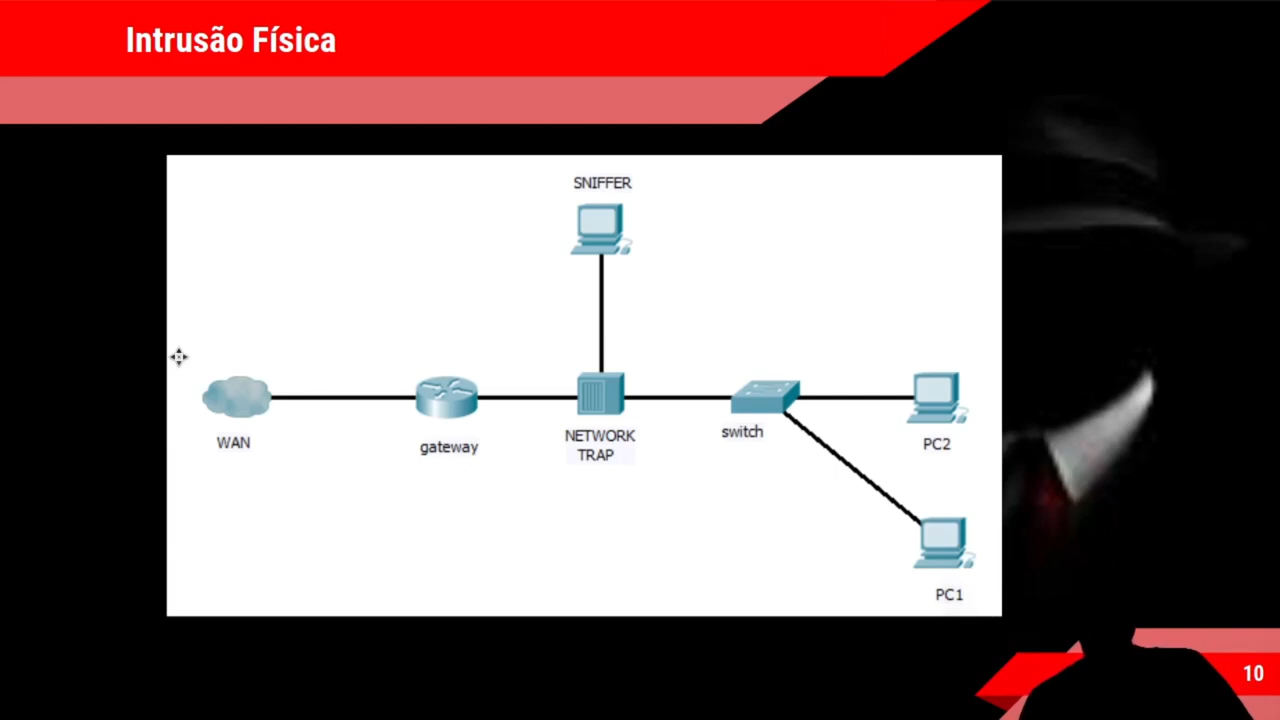 Intrusão Física
SNIFFER
WAN
gateway
NETWORK
TRAP
switch
PC2
PC1
10